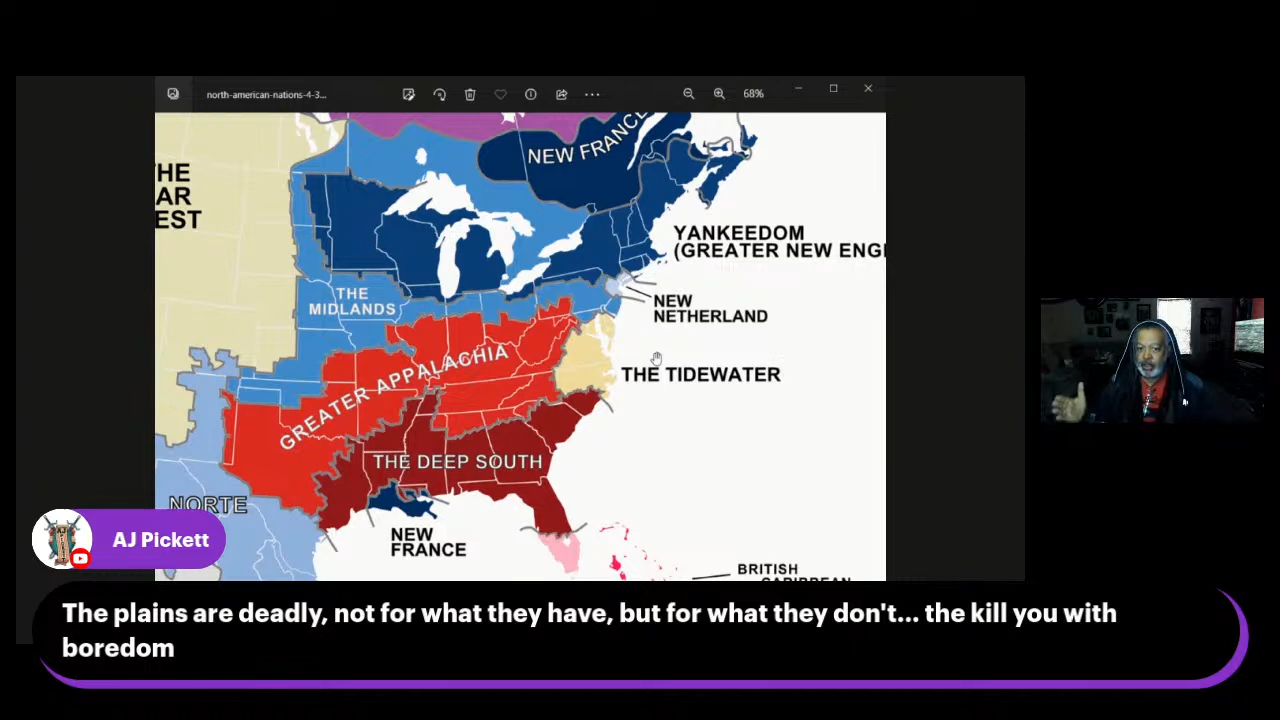 north-american-nations-4-3...
68%
NEW FRANCE
HE
AR
EST
YANKEEDOM
(GREATER NEW ENGI
THE
MIDLANDS
NEW
NETHERLAND
GREATER APPALACHIA
THE TIDEWATER
THE DEEP SOUTH
NORTE
NEW
FRANCE
BRITISH
CARIBBEAN
AJ Pickett
The plains are deadly, not for what they have, but for what they don't... the kill you with
boredom